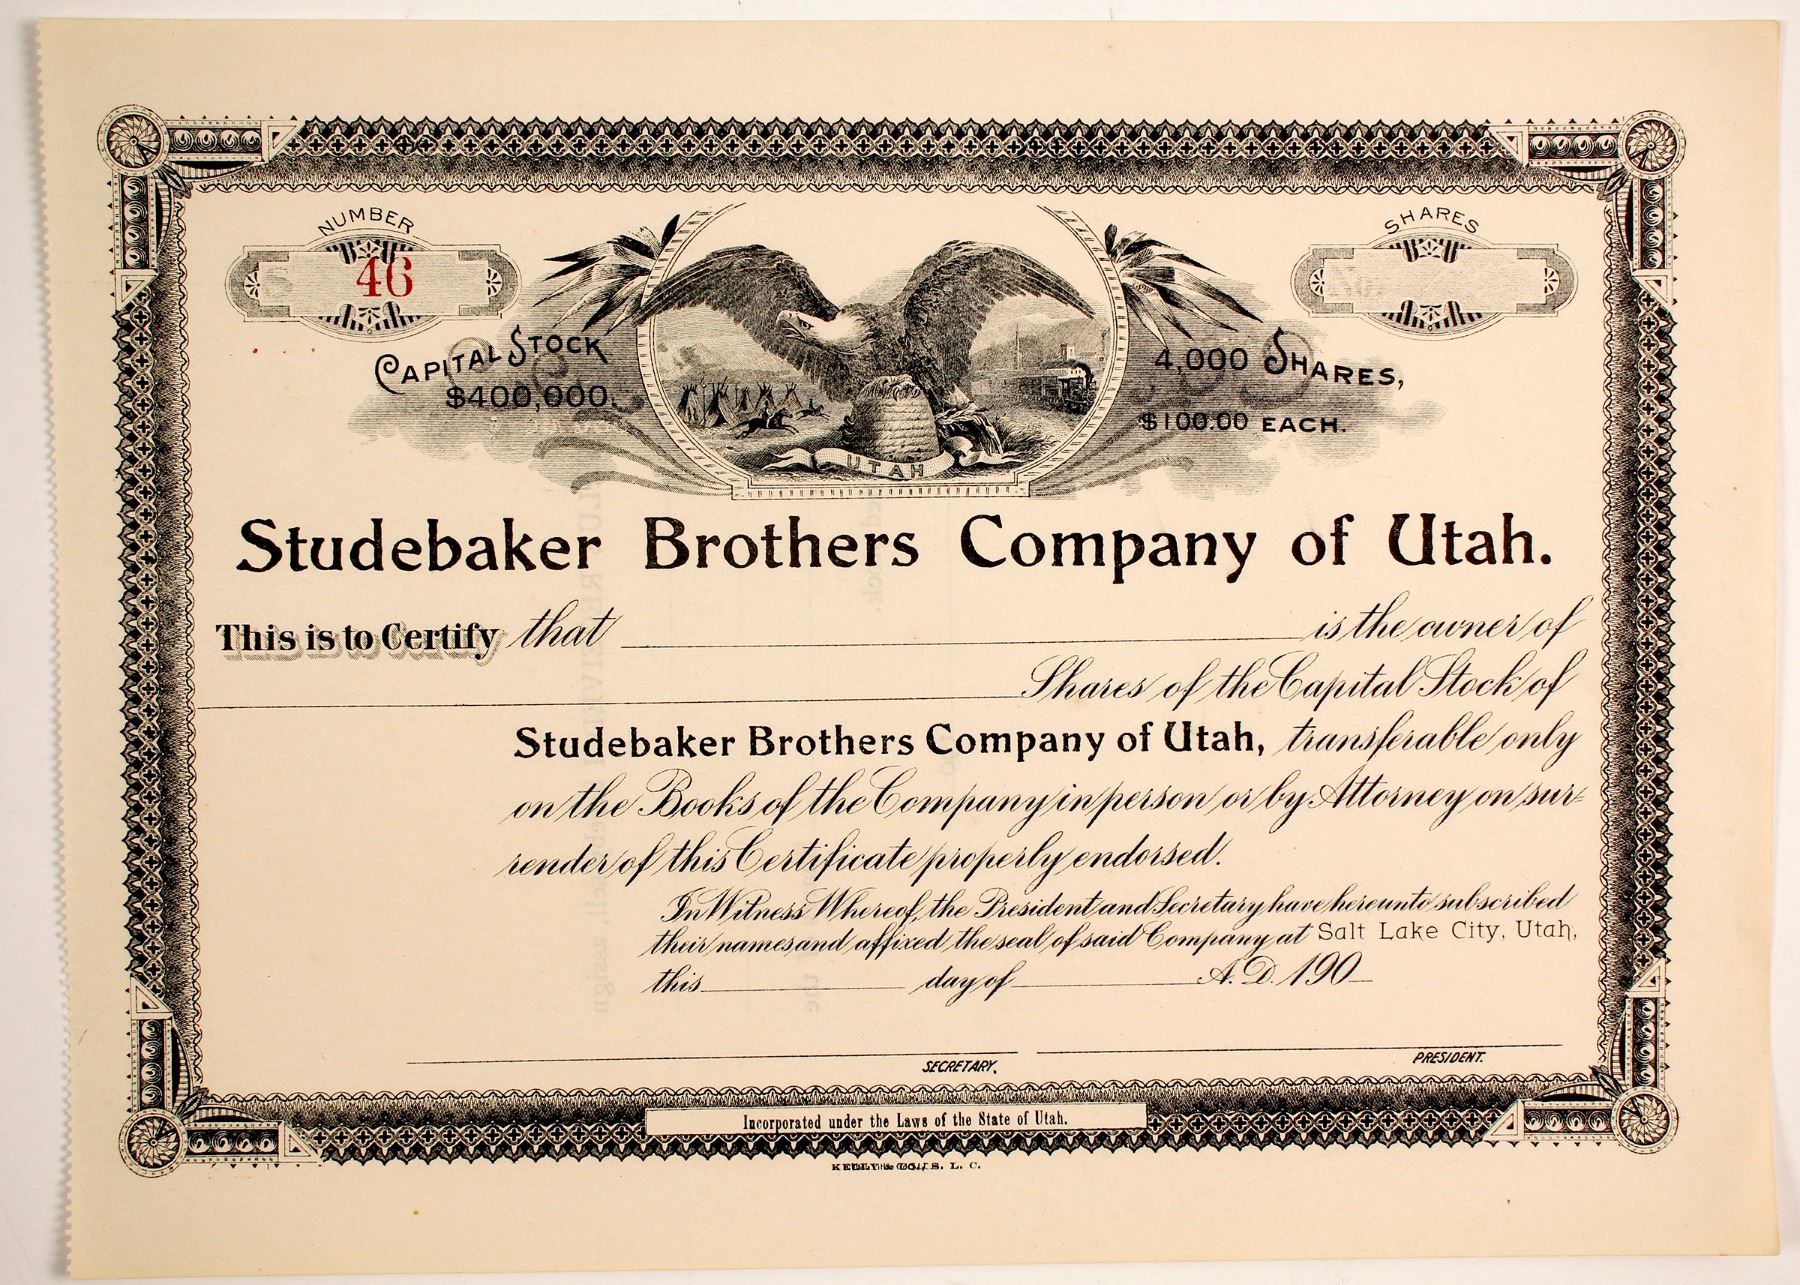 NUMBER
46
SHARES
CAPITAL STOCK
$400,000.
4,000 SHARES,
$100.00 EACH.
UTAH
Studebaker Brothers Company of Utah.
This is to Certify that is the owner of
Shares of the Capital Stock of
Studebaker Brothers Company of Utah, transferable only
on the Books of the Company in person or by Attorney on sur-
render of this Certificate properly endorsed.
In Witness Whereof, the President and Secretary have hereunto subscribed
their names and affixed the seal of said Company at Salt Lake City, Utah,
this day of A.D. 190
SECRETARY.
PRESIDENT.
Incorporated under the Laws of the State of Utah.
KELLY & CO., S. L. C.